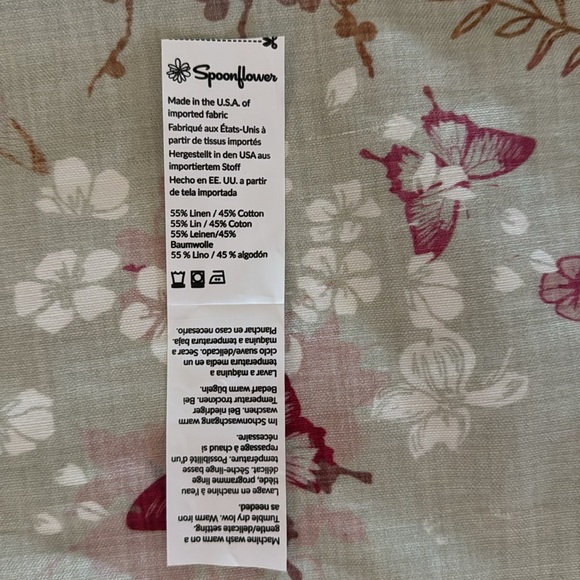 Spoonflower
Made in the U.S.A. of
imported fabric
Fabriqué aux États-Unis à
partir de tissus importés
Hergestellt in den USA aus
importiertem Stoff
Hecho en EE. UU. a partir
de tela importada
55% Linen / 45% Cotton
55% Lin / 45% Coton
55% Leinen/45%
Baumwolle
55 % Lino / 45 % algodón
Machine wash warm on a
gentle/delicate setting.
Tumble dry low. Warm iron
as needed.
Lavage en machine à l'eau
tiède, programme linge
délicat. Sèche-linge basse
température. Possibilité d'un
repassage à chaud si
nécessaire.
Im Schonwaschgang warm
waschen. Bei niedriger
Temperatur trocknen. Bei
Bedarf warm bügeln.
Lavar a máquina a
temperatura media en un
ciclo suave/delicado. Secar a
máquina a temperatura baja.
Planchar en caso necesario.